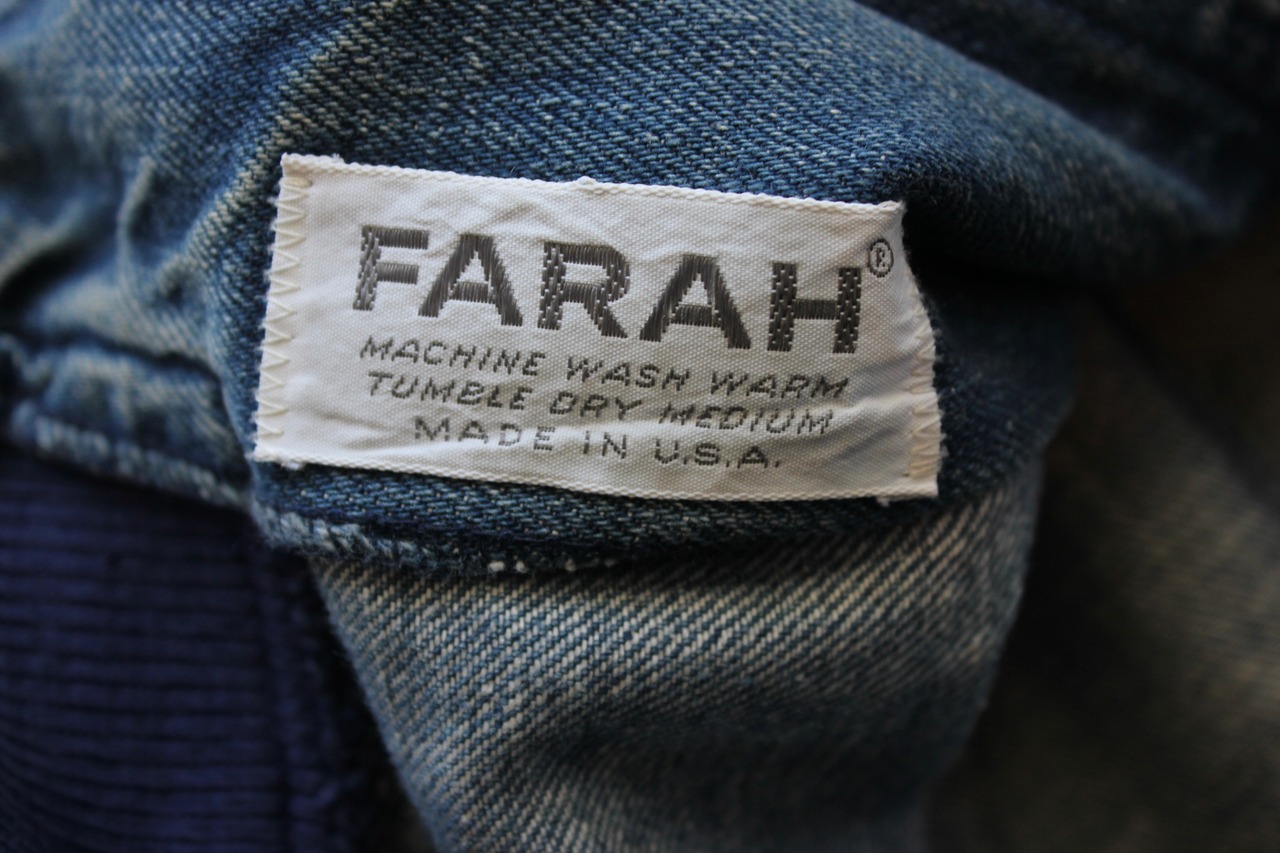 FARAH®
MACHINE WASH WARM
TUMBLE DRY MEDIUM
MADE IN U.S.A.